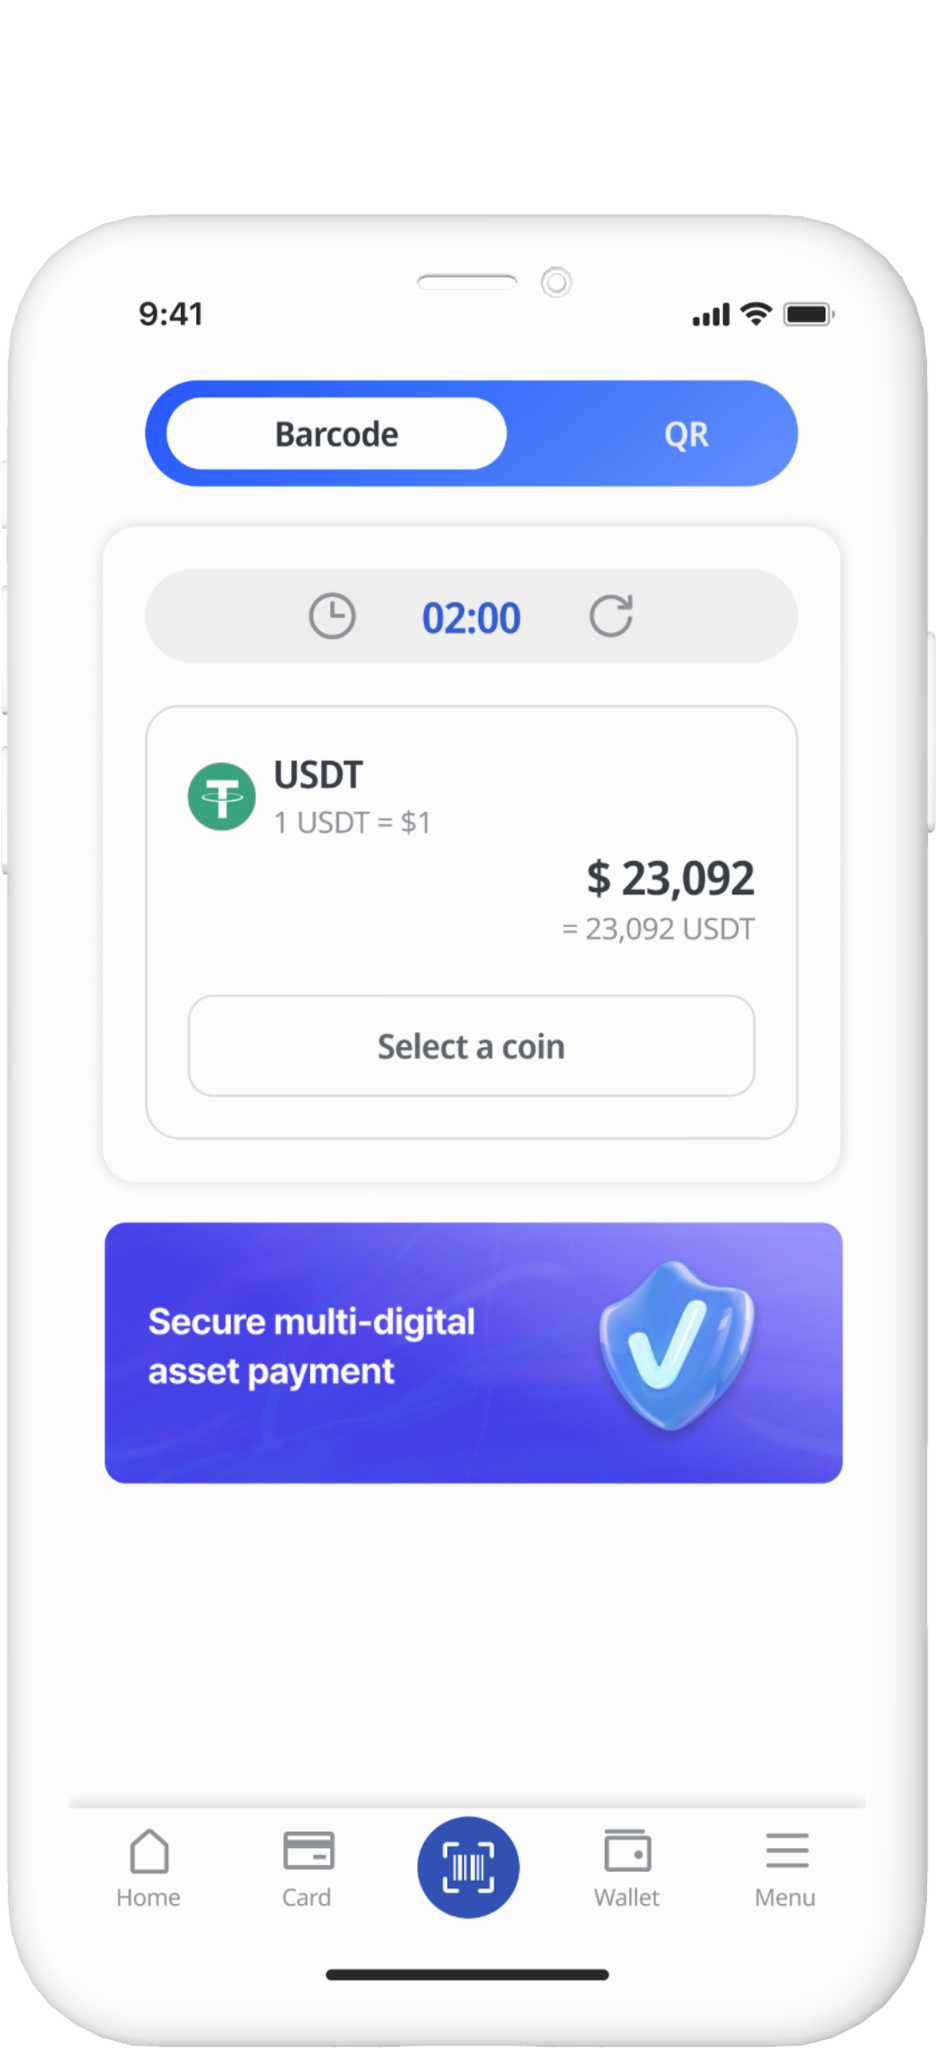 9:41
Barcode
QR
02:00
USDT
1 USDT = $1
$ 23,092
= 23,092 USDT
Select a coin
Secure multi-digital
asset payment
Home
Card
Wallet
Menu